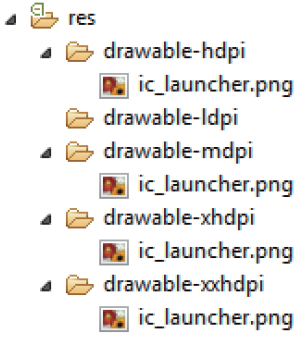 res
drawable-hdpi
ic_launcher.png
drawable-ldpi
drawable-mdpi
ic_launcher.png
drawable-xhdpi
ic_launcher.png
drawable-xxhdpi
ic_launcher.png